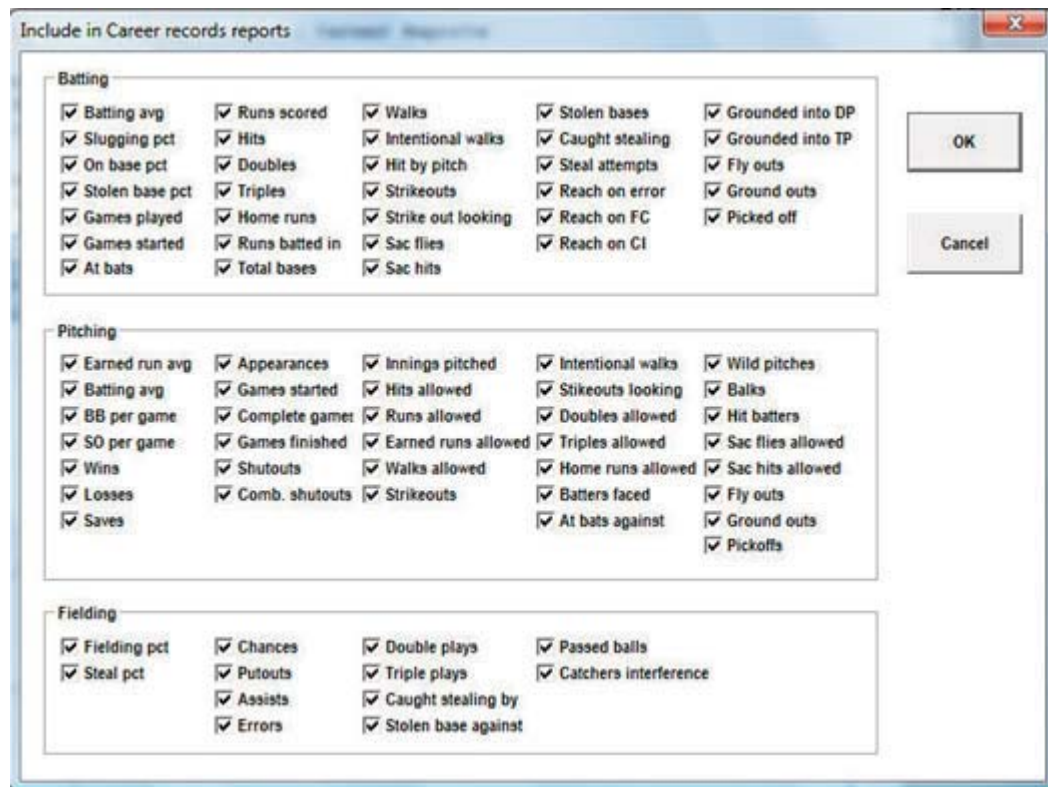 Include in Career records reports
Batting
Batting avg Runs scored Walks Stolen bases Grounded into DP
Slugging pct Hits Intentional walks Caught stealing Grounded into TP
On base pct Doubles Hit by pitch Steal attempts Fly outs
Stolen base pct Triples Strikeouts Reach on error Ground outs
Games played Home runs Strike out looking Reach on FC Picked off
Games started Runs batted in Sac flies Reach on CI
At bats Total bases Sac hits
OK
Cancel
Pitching
Earned run avg Appearances Innings pitched Intentional walks Wild pitches
Batting avg Games started Hits allowed Stikeouts looking Balks
BB per game Complete games Runs allowed Doubles allowed Hit batters
SO per game Games finished Earned runs allowed Triples allowed Sac flies allowed
Wins Shutouts Walks allowed Home runs allowed Sac hits allowed
Losses Comb. shutouts Strikeouts Batters faced Fly outs
Saves At bats against Ground outs
Pickoffs
Fielding
Fielding pct Chances Double plays Passed balls
Steal pct Putouts Triple plays Catchers interference
Assists Caught stealing by
Errors Stolen base against